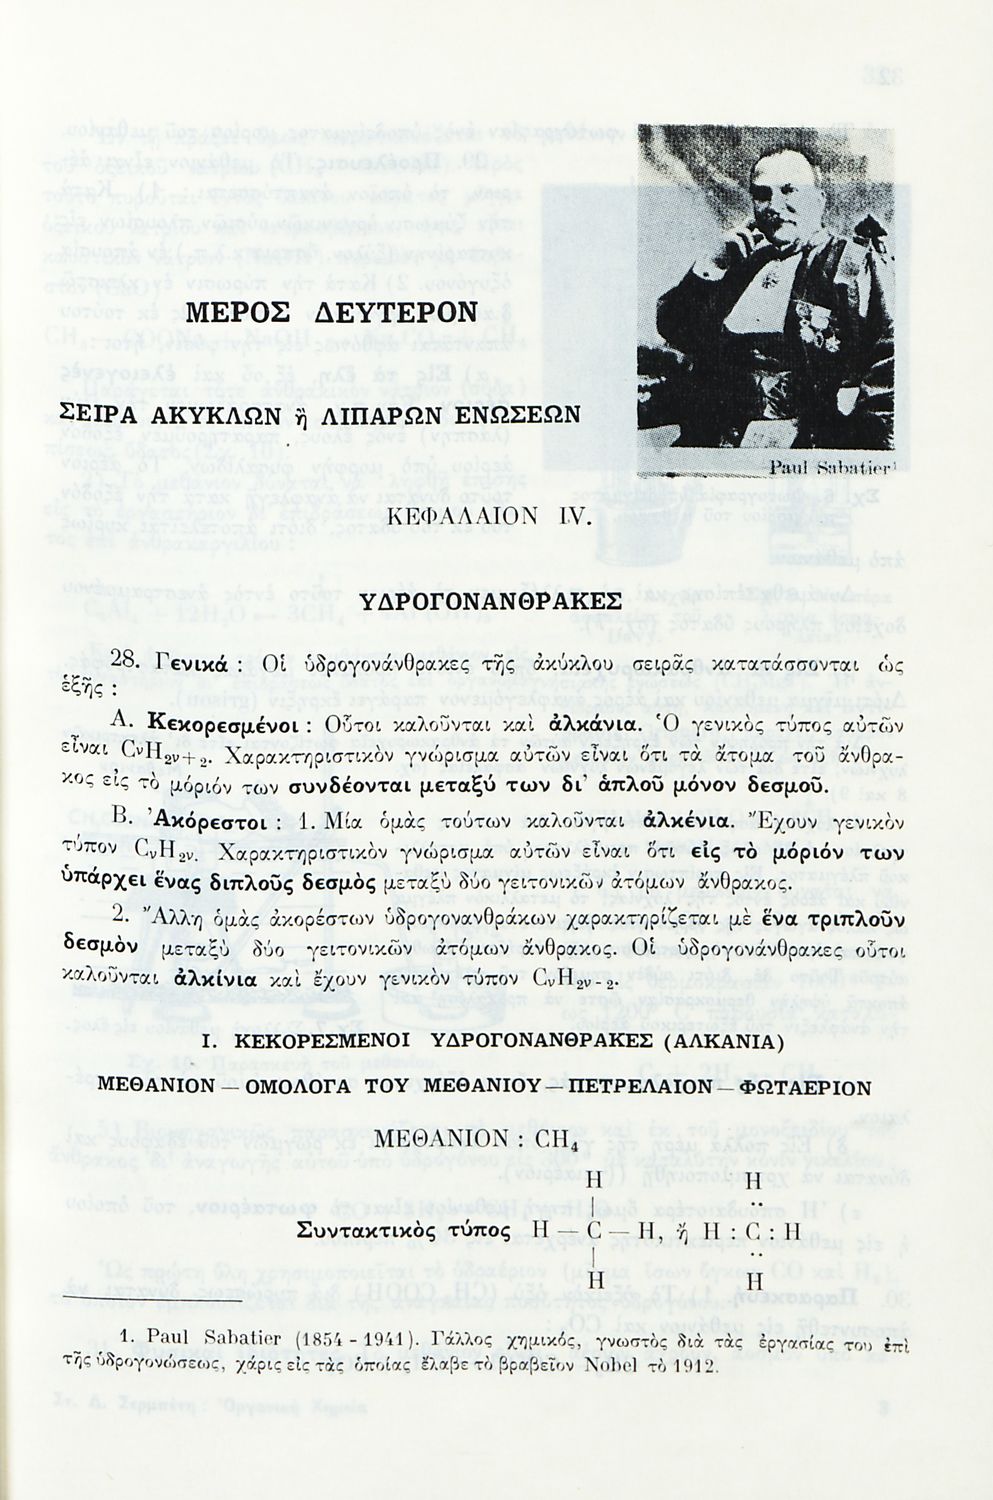 ΜΕΡΟΣ ΔΕΥΤΕΡΟΝ
ΣΕΙΡΑ ΑΚΥΚΛΩΝ ἢ ΛΙΠΑΡΩΝ ΕΝΩΣΕΩΝ
Paul Sabatier¹
ΚΕΦΑΛΑΙΟΝ IV.
ΥΔΡΟΓΟΝΑΝΘΡΑΚΕΣ
28. Γενικά : Οἱ ὑδρογονάνθρακες τῆς ἀκύκλου σειρᾶς κατατάσσονται ὡς
ἑξῆς :
Α. Κεκορεσμένοι : Οὗτοι καλοῦνται καὶ ἀλκάνια. Ὁ γενικὸς τύπος αὐτῶν
εἶναι CνH₂ν+₂. Χαρακτηριστικὸν γνώρισμα αὐτῶν εἶναι ὅτι τὰ ἄτομα τοῦ ἄνθρα-
κος εἰς τὸ μόριόν των συνδέονται μεταξύ των δι' ἁπλοῦ μόνον δεσμοῦ.
Β. Ἀκόρεστοι : 1. Μία ὁμὰς τούτων καλοῦνται ἀλκένια. Ἔχουν γενικὸν
τύπον CνH₂ν. Χαρακτηριστικὸν γνώρισμα αὐτῶν εἶναι ὅτι εἰς τὸ μόριόν των
ὑπάρχει ἕνας διπλοῦς δεσμὸς μεταξὺ δύο γειτονικῶν ἀτόμων ἄνθρακος.
2. Ἄλλη ὁμὰς ἀκορέστων ὑδρογονανθράκων χαρακτηρίζεται μὲ ἕνα τριπλοῦν
δεσμὸν μεταξὺ δύο γειτονικῶν ἀτόμων ἄνθρακος. Οἱ ὑδρογονάνθρακες οὗτοι
καλοῦνται ἀλκίνια καὶ ἔχουν γενικὸν τύπον CνH₂ν-₂.
I. ΚΕΚΟΡΕΣΜΕΝΟΙ ΥΔΡΟΓΟΝΑΝΘΡΑΚΕΣ (ΑΛΚΑΝΙΑ)
ΜΕΘΑΝΙΟΝ — ΟΜΟΛΟΓΑ ΤΟΥ ΜΕΘΑΝΙΟΥ — ΠΕΤΡΕΛΑΙΟΝ — ΦΩΤΑΕΡΙΟΝ
ΜΕΘΑΝΙΟΝ : CH₄
H H
| ··
Συντακτικὸς τύπος H — C — H, ἢ H : C : H
| ··
H H
1. Paul Sabatier (1854 - 1941). Γάλλος χημικός, γνωστὸς διὰ τὰς ἐργασίας του ἐπὶ
τῆς ὑδρογονώσεως, χάρις εἰς τὰς ὁποίας ἔλαβε τὸ βραβεῖον Nobel τὸ 1912.